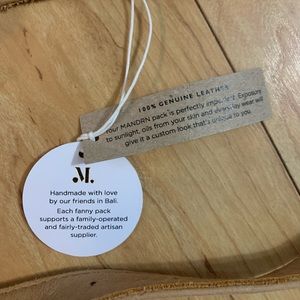 100% GENUINE LEATHER
Your MANDRN pack is perfectly imperfect. Exposure
to sunlight, oils from your skin and everyday wear will
give it a custom look that's unique to you.
M.
Handmade with love
by our friends in Bali.
Each fanny pack
supports a family-operated
and fairly-traded artisan
supplier.